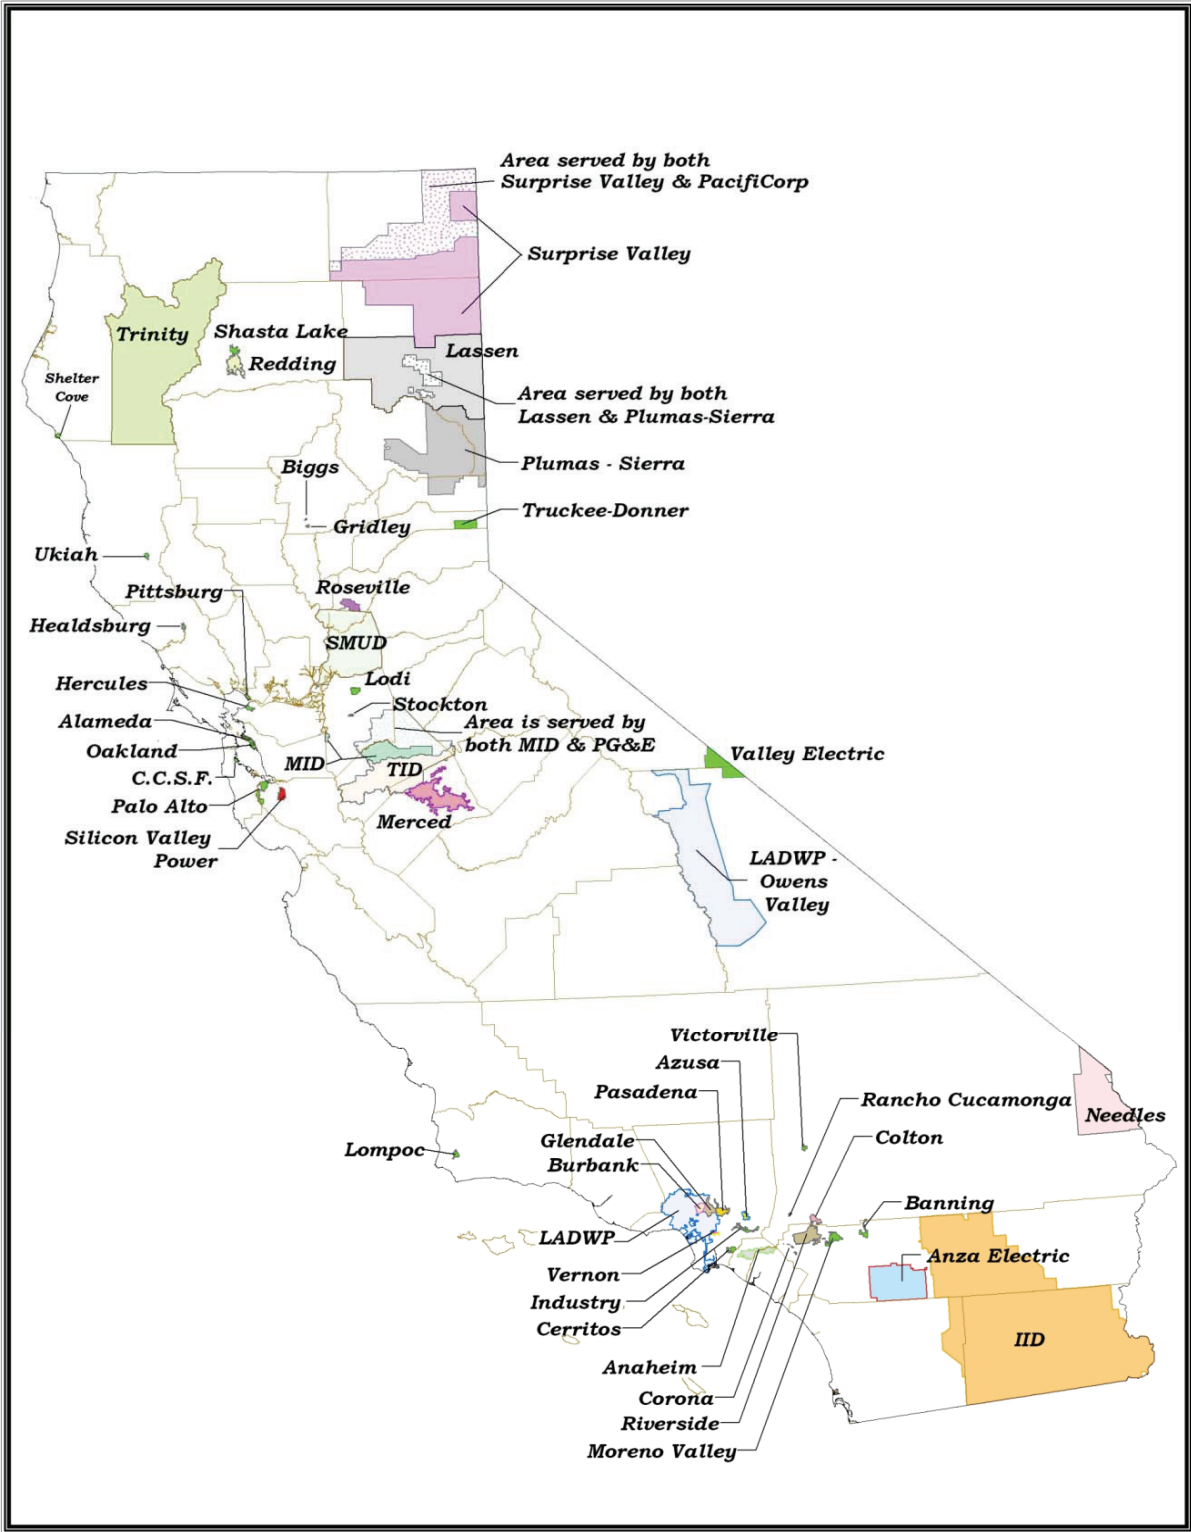 Area served by both
Surprise Valley & PacifiCorp
Surprise Valley
Trinity
Shasta Lake
Redding
Lassen
Shelter
Cove
Area served by both
Lassen & Plumas-Sierra
Plumas - Sierra
Biggs
Gridley
Truckee-Donner
Ukiah
Pittsburg
Roseville
Healdsburg
SMUD
Hercules
Lodi
Stockton
Alameda
Area is served by
both MID & PG&E
Oakland
MID
TID
C.C.S.F.
Palo Alto
Merced
Silicon Valley
Power
Valley Electric
LADWP -
Owens
Valley
Victorville
Azusa
Pasadena
Rancho Cucamonga
Needles
Glendale
Colton
Lompoc
Burbank
Banning
LADWP
Anza Electric
Vernon
Industry
Cerritos
IID
Anaheim
Corona
Riverside
Moreno Valley